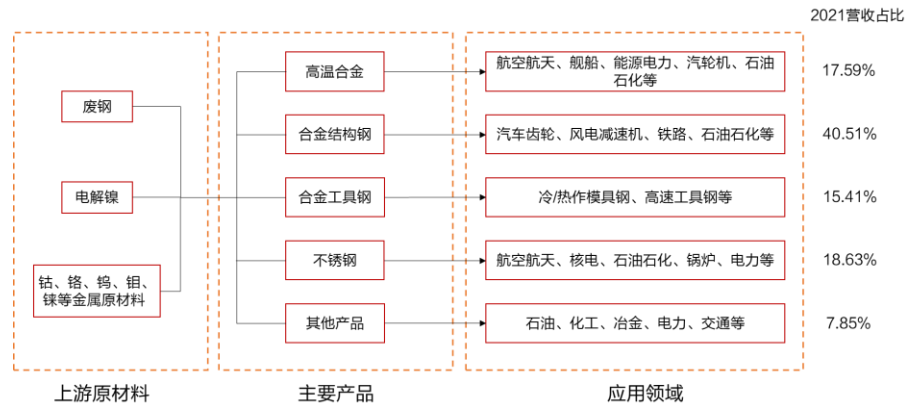 2021营收占比
废钢
电解镍
钴、铬、钨、钼、
铼等金属原材料
上游原材料
高温合金
合金结构钢
合金工具钢
不锈钢
其他产品
主要产品
航空航天、舰船、能源电力、汽轮机、石油
石化等
汽车齿轮、风电减速机、铁路、石油石化等
冷/热作模具钢、高速工具钢等
航空航天、核电、石油石化、锅炉、电力等
石油、化工、冶金、电力、交通等
应用领域
17.59%
40.51%
15.41%
18.63%
7.85%